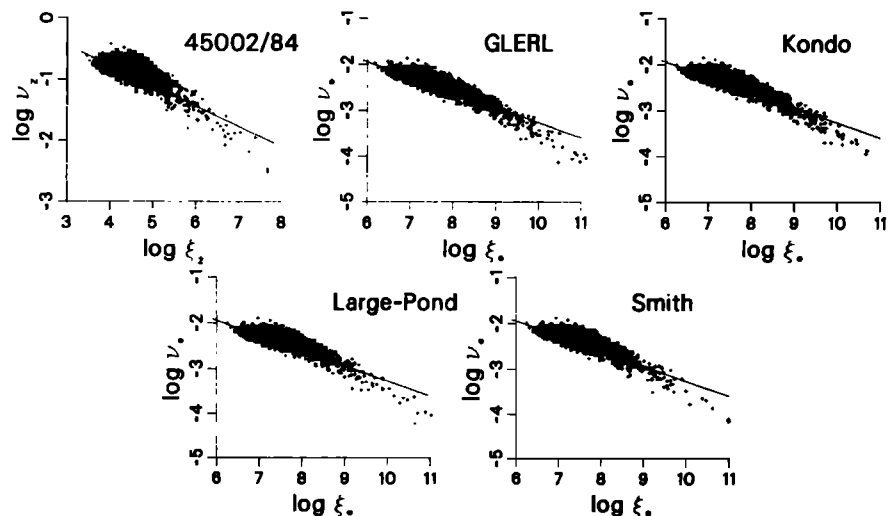 45002/84
0
-1
-2
-3
log ν_z
3 4 5 6 7 8
log ξ_z
GLERL
-1
-2
-3
-4
-5
log ν_*
6 7 8 9 10 11
log ξ_*
Kondo
-1
-2
-3
-4
-5
log ν_*
6 7 8 9 10 11
log ξ_*
Large-Pond
-1
-2
-3
-4
-5
log ν_*
6 7 8 9 10 11
log ξ_*
Smith
-1
-2
-3
-4
-5
log ν_*
6 7 8 9 10 11
log ξ_*